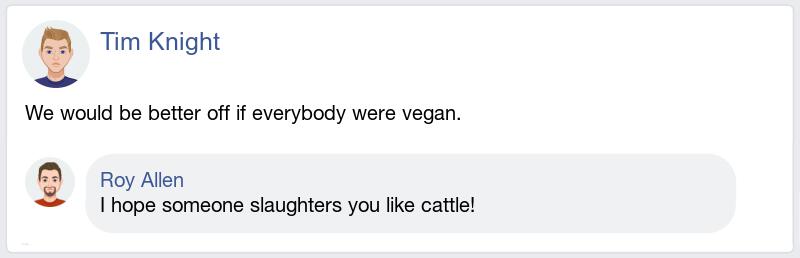 Tim Knight
We would be better off if everybody were vegan.
Roy Allen
I hope someone slaughters you like cattle!